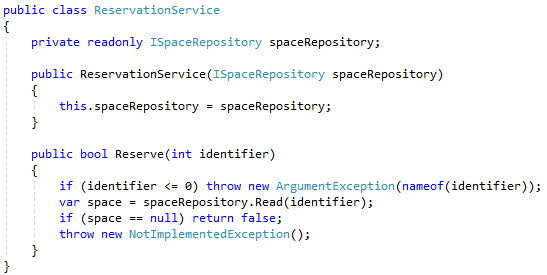 public class ReservationService
{
    private readonly ISpaceRepository spaceRepository;

    public ReservationService(ISpaceRepository spaceRepository)
    {
        this.spaceRepository = spaceRepository;
    }

    public bool Reserve(int identifier)
    {
        if (identifier <= 0) throw new ArgumentException(nameof(identifier));
        var space = spaceRepository.Read(identifier);
        if (space == null) return false;
        throw new NotImplementedException();
    }
}